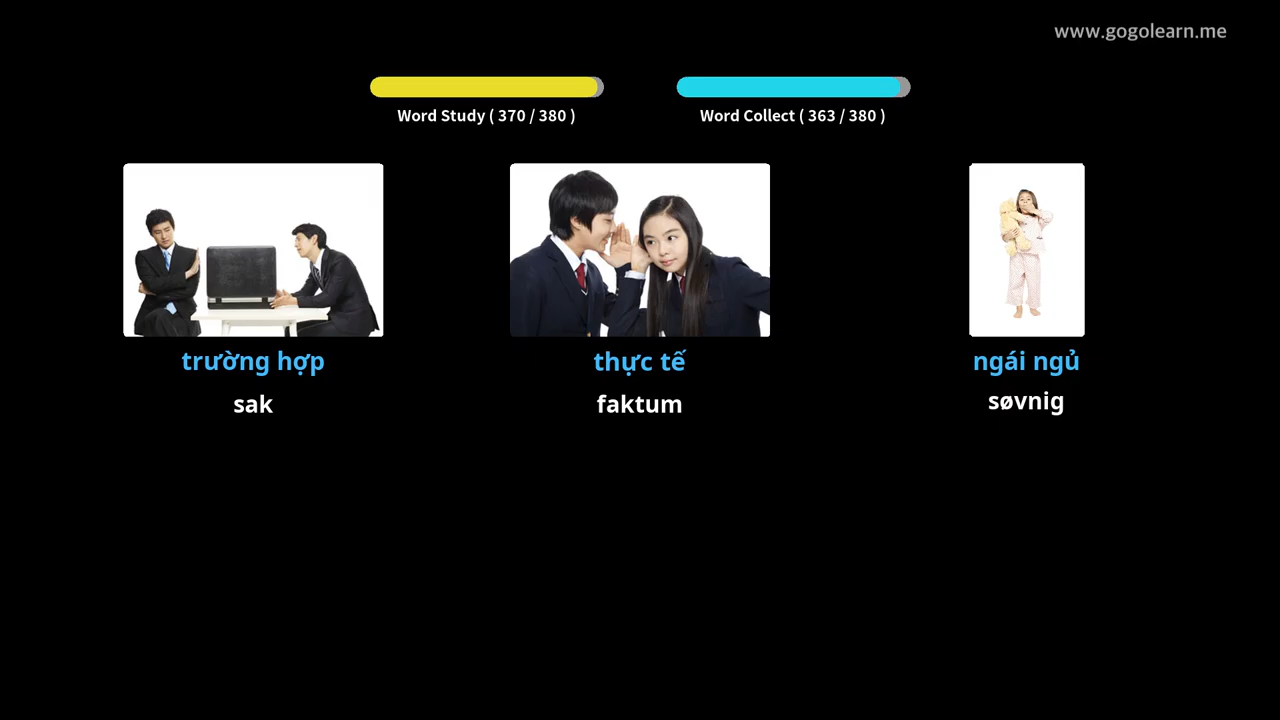 www.gogolearn.me
Word Study ( 370 / 380 )
Word Collect ( 363 / 380 )
trường hợp
thực tế
ngái ngủ
sak
faktum
søvnig